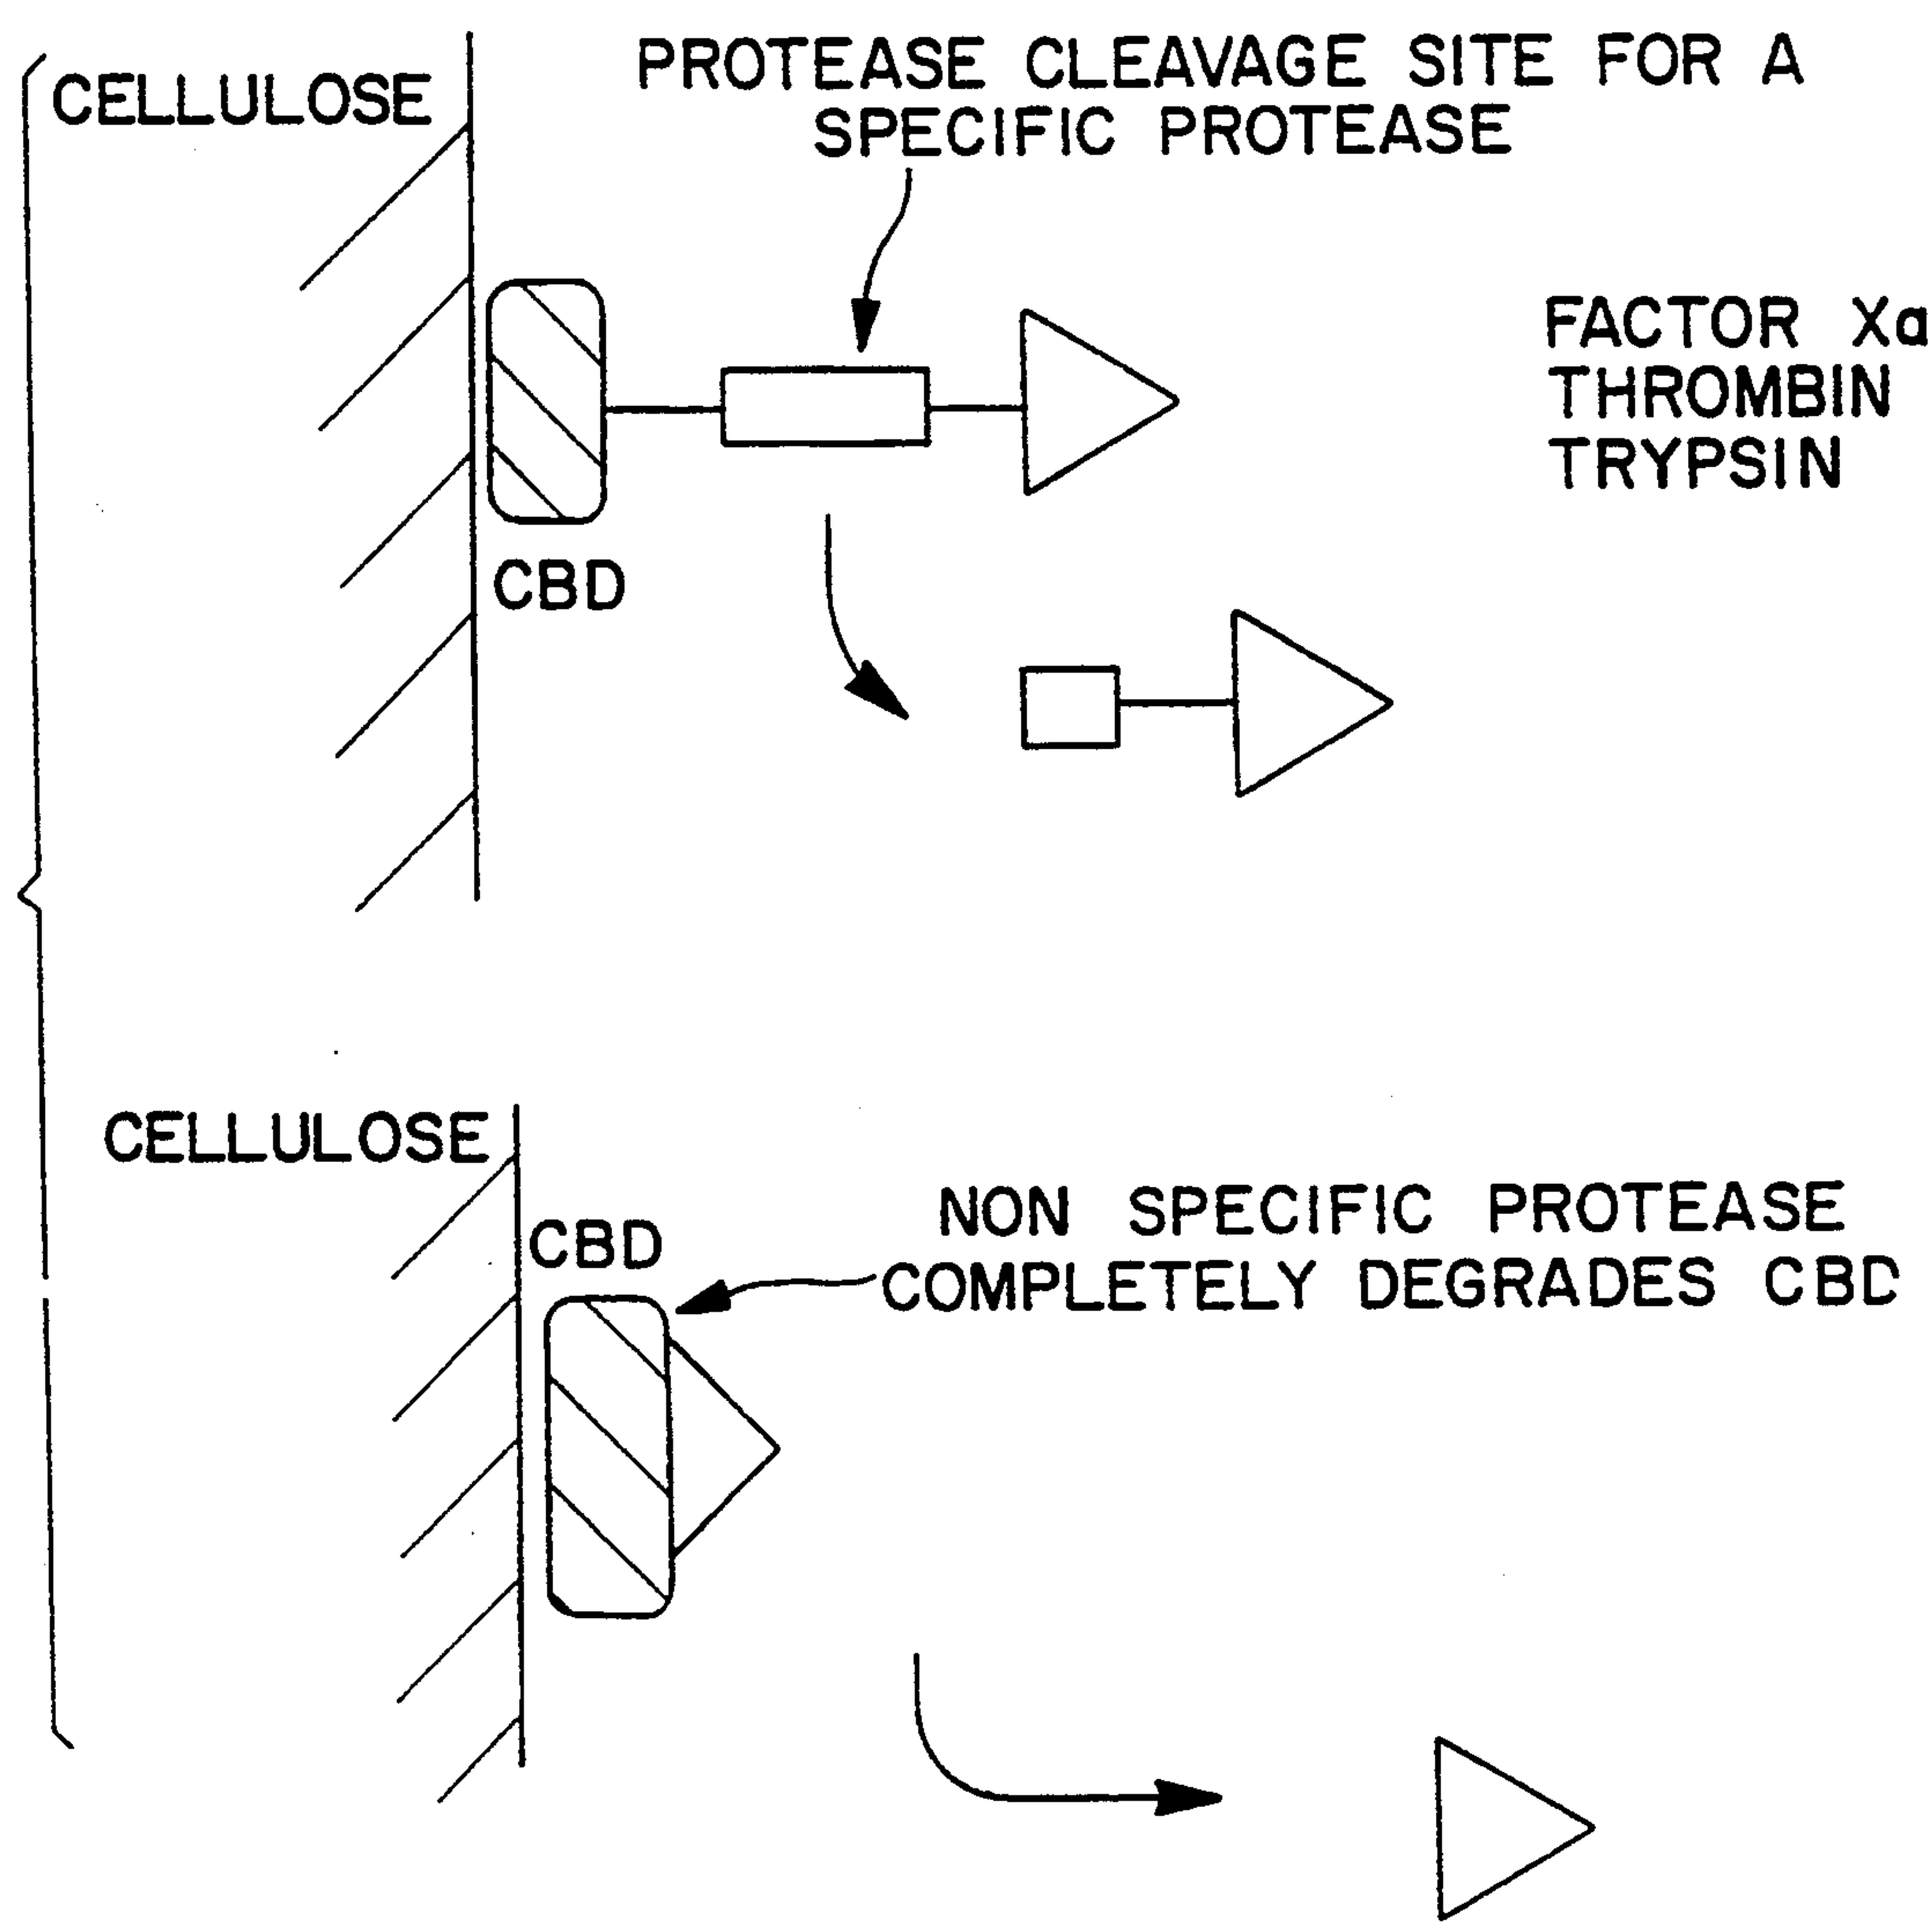 CELLULOSE
PROTEASE CLEAVAGE SITE FOR A
SPECIFIC PROTEASE
FACTOR Xa
THROMBIN
TRYPSIN
CBD
CELLULOSE
CBD
NON SPECIFIC PROTEASE
COMPLETELY DEGRADES CBD